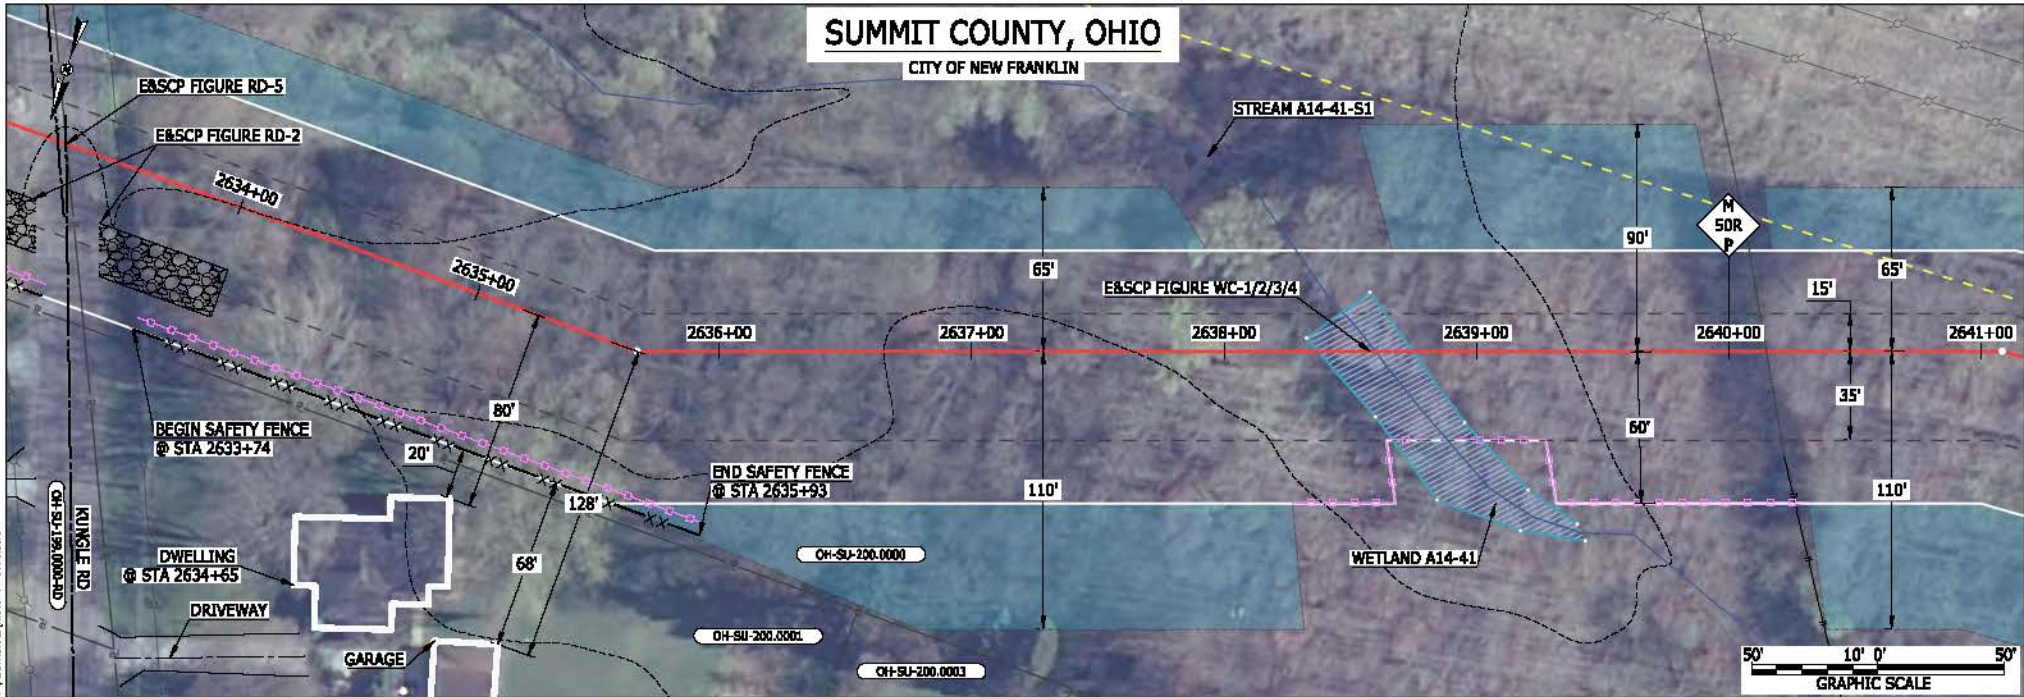 SUMMIT COUNTY, OHIO
CITY OF NEW FRANKLIN
E&SCP FIGURE RD-5
E&SCP FIGURE RD-2
STREAM A14-41-S1
2634+00
2635+00
M
50R
P
90'
65'
65'
E&SCP FIGURE WC-1/2/3/4
15'
2636+00
2637+00
2638+00
2639+00
2640+00
2641+00
80'
35'
BEGIN SAFETY FENCE
@ STA 2633+74
20'
60'
END SAFETY FENCE
@ STA 2635+93
128'
110'
110'
KUNGLE RD
OH-SU-199.0000-RD
DWELLING
@ STA 2634+65
68'
OH-SU-200.0000
WETLAND A14-41
DRIVEWAY
OH-SU-200.0001
GARAGE
OH-SU-200.0003
50' 10' 0' 50'
GRAPHIC SCALE